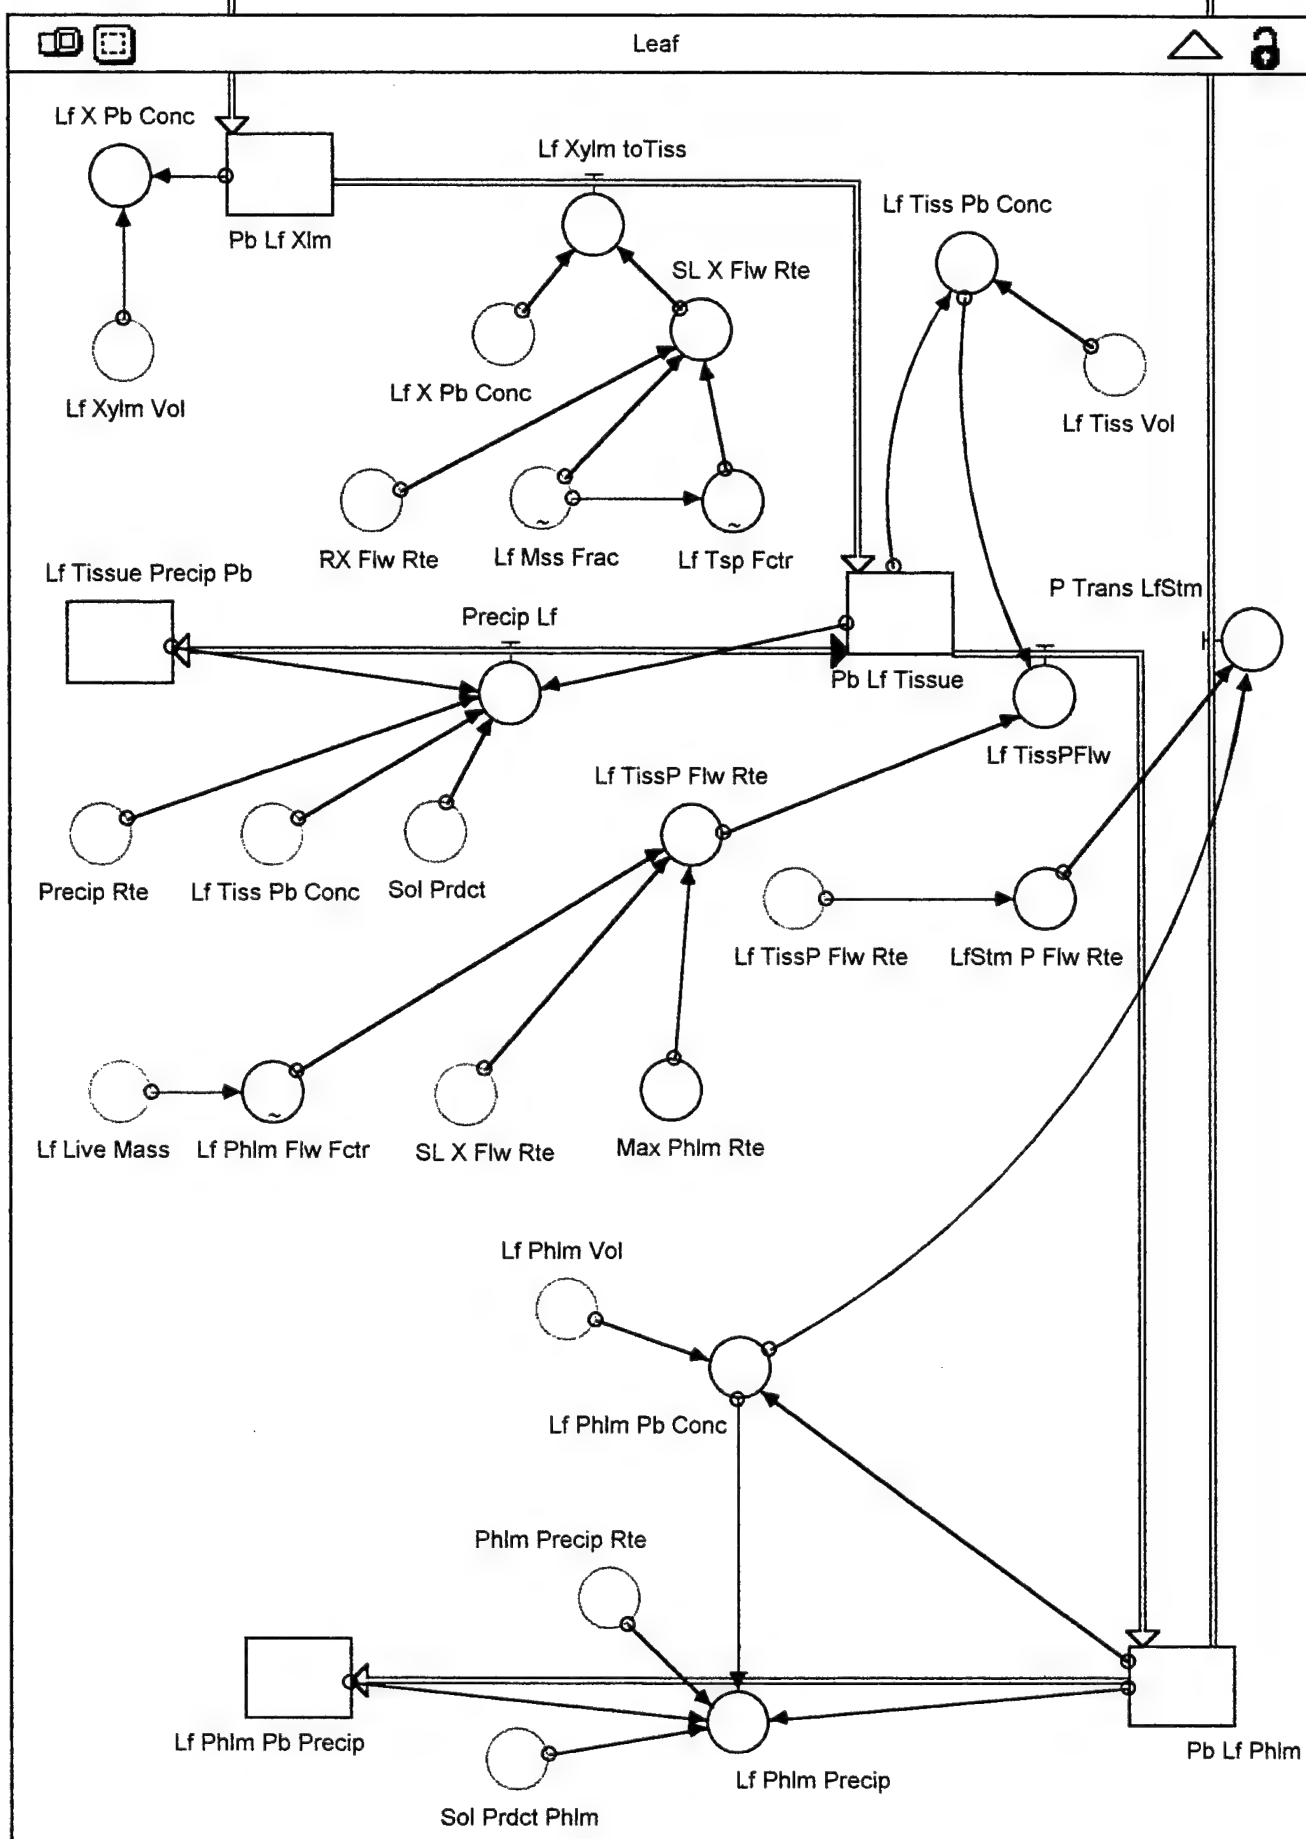 Leaf
Lf X Pb Conc
Lf Xylm toTiss
Lf Tiss Pb Conc
Pb Lf Xlm
SL X Flw Rte
Lf X Pb Conc
Lf Xylm Vol
Lf Tiss Vol
RX Flw Rte
Lf Mss Frac
Lf Tsp Fctr
~
~
Lf Tissue Precip Pb
P Trans LfStm
Precip Lf
Pb Lf Tissue
Lf TissPFlw
Lf TissP Flw Rte
Precip Rte
Lf Tiss Pb Conc
Sol Prdct
Lf TissP Flw Rte
LfStm P Flw Rte
~
Lf Live Mass
Lf Phlm Flw Fctr
SL X Flw Rte
Max Phlm Rte
Lf Phlm Vol
Lf Phlm Pb Conc
Phlm Precip Rte
Lf Phlm Pb Precip
Pb Lf Phlm
Lf Phlm Precip
Sol Prdct Phlm